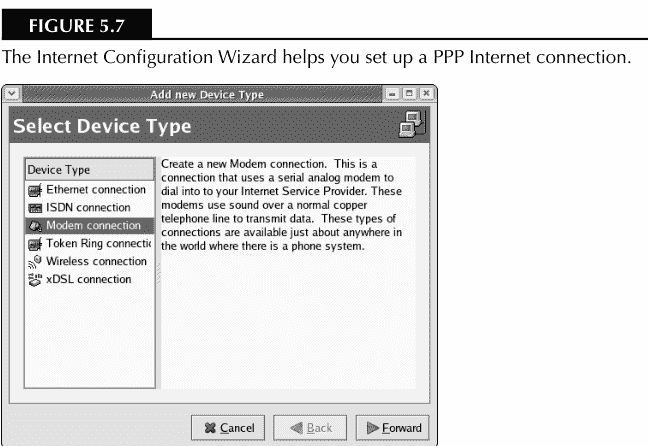 FIGURE 5.7
The Internet Configuration Wizard helps you set up a PPP Internet connection.
Add new Device Type
Select Device Type
Device Type
Ethernet connection
ISDN connection
Modem connection
Token Ring connectic
Wireless connection
xDSL connection
Create a new Modem connection. This is a
connection that uses a serial analog modem to
dial into to your Internet Service Provider. These
modems use sound over a normal copper
telephone line to transmit data. These types of
connections are available just about anywhere in
the world where there is a phone system.
Cancel
Back
Forward